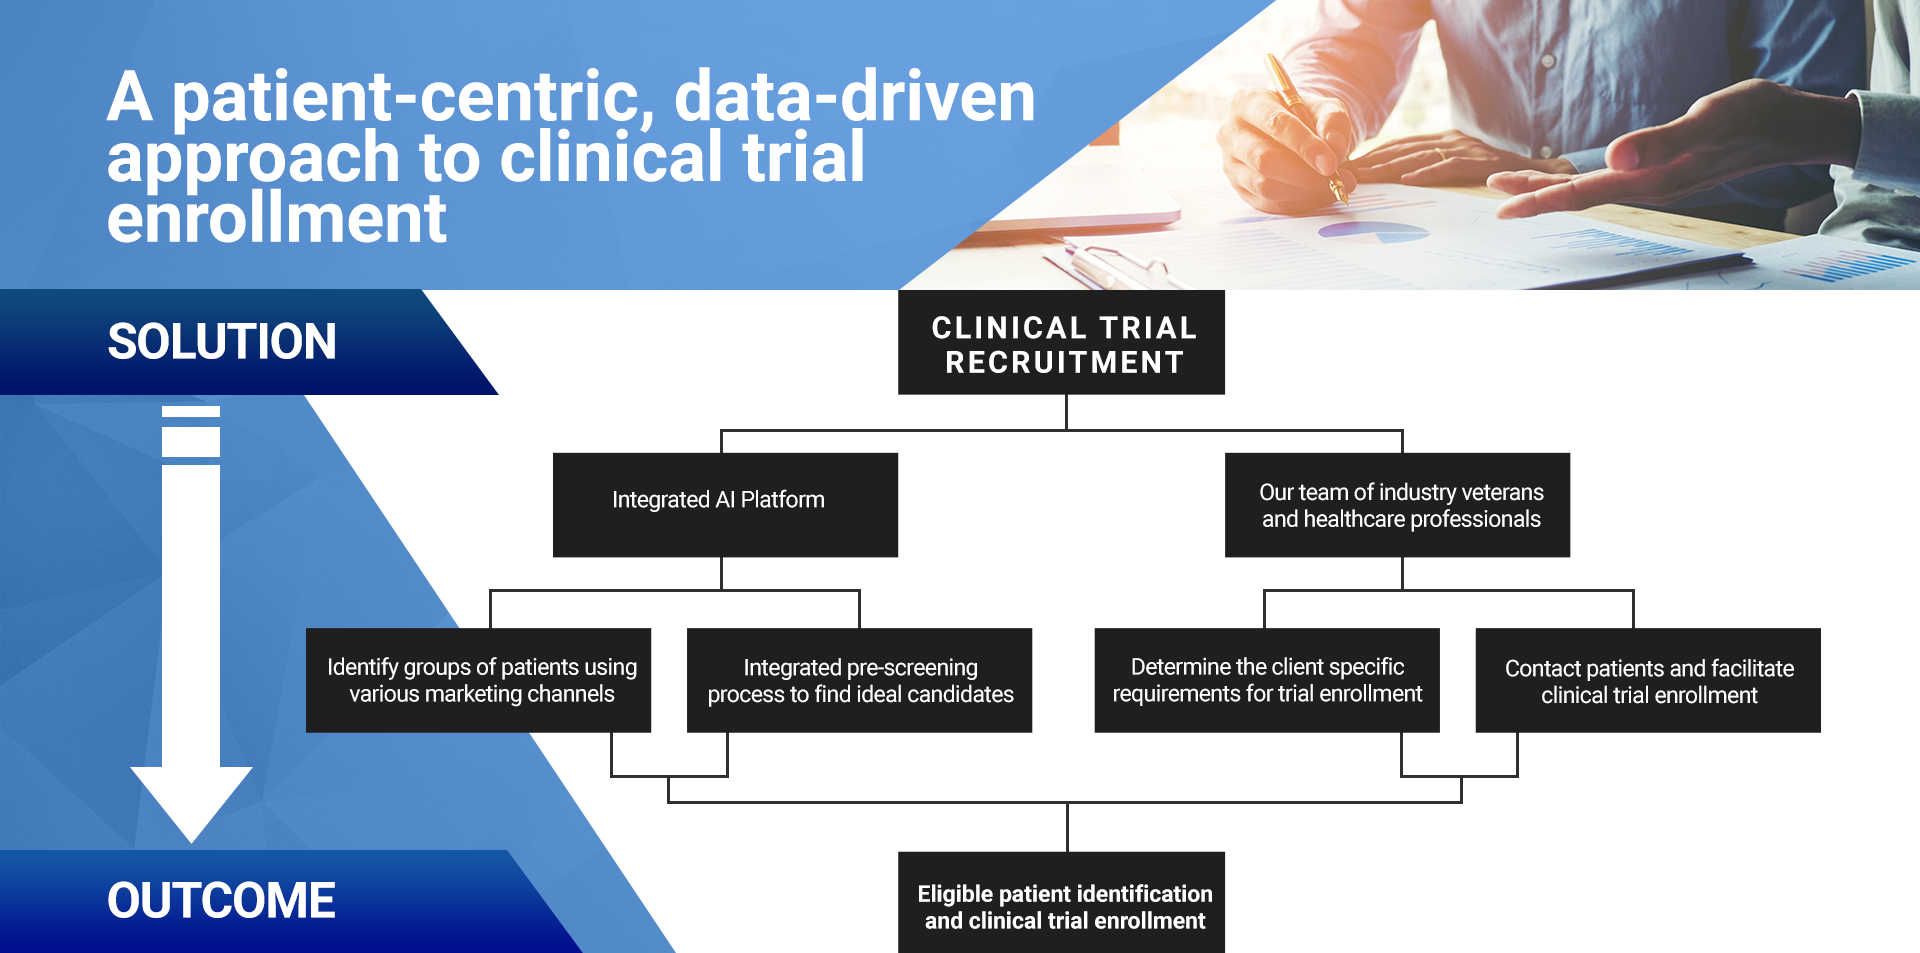 A patient-centric, data-driven
approach to clinical trial
enrollment
SOLUTION
CLINICAL TRIAL
RECRUITMENT
Integrated AI Platform
Our team of industry veterans
and healthcare professionals
Identify groups of patients using
various marketing channels
Integrated pre-screening
process to find ideal candidates
Determine the client specific
requirements for trial enrollment
Contact patients and facilitate
clinical trial enrollment
OUTCOME
Eligible patient identification
and clinical trial enrollment